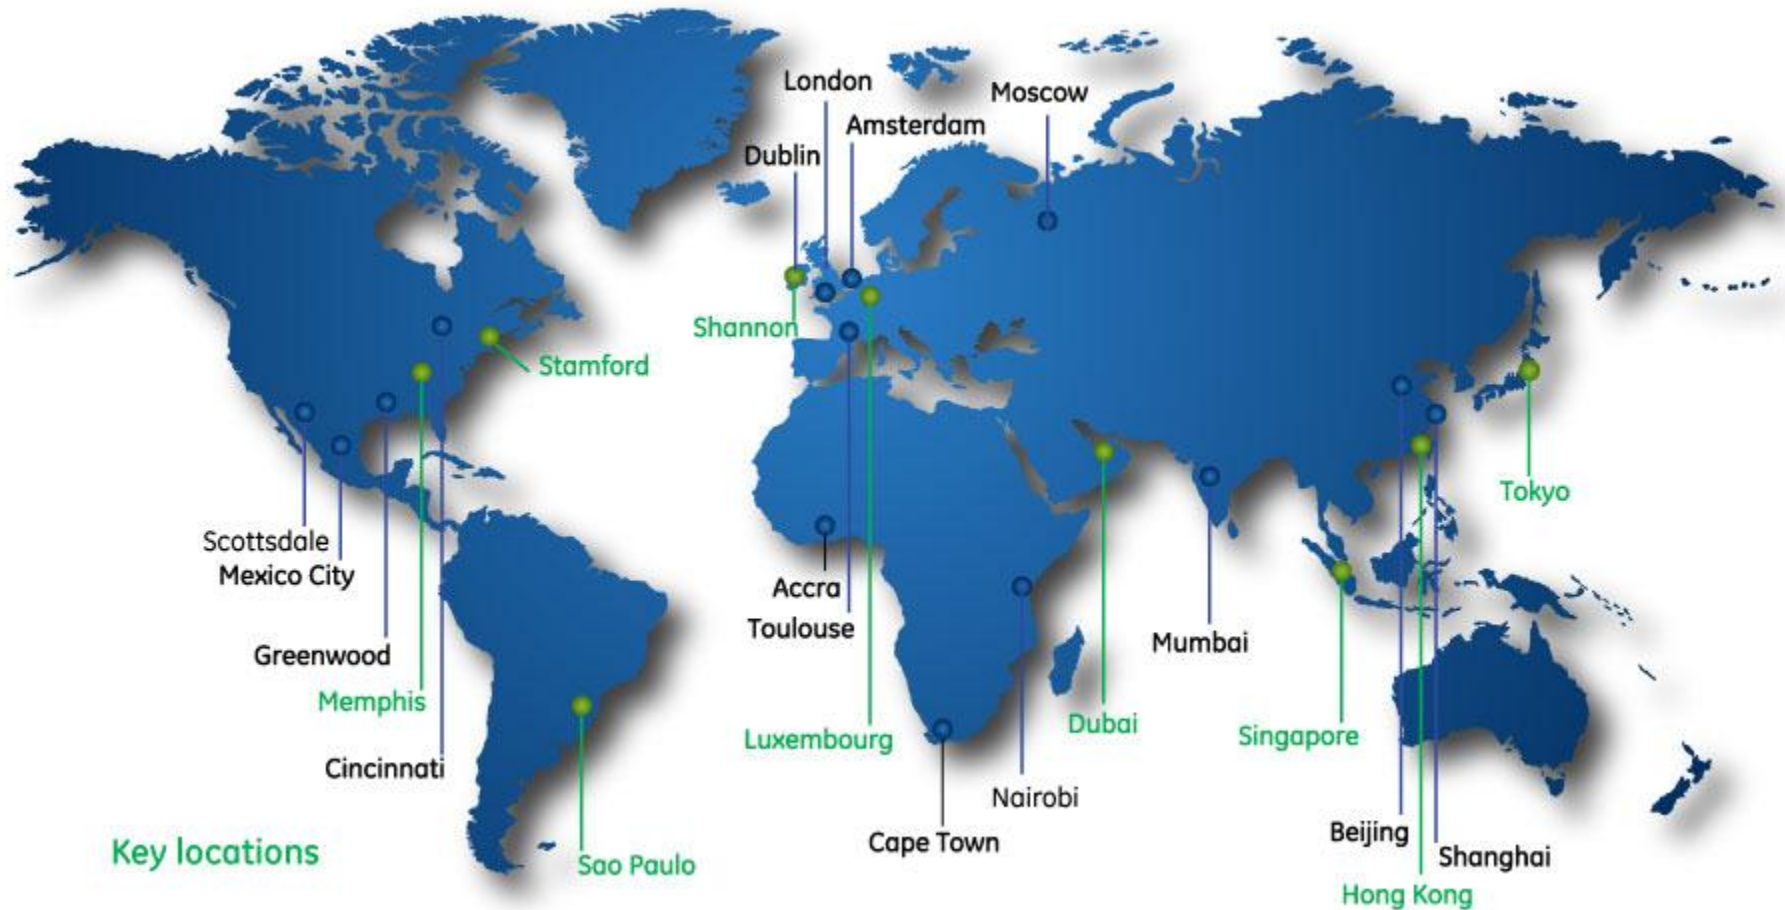 London
Moscow
Amsterdam
Dublin
Shannon
Stamford
Tokyo
Scottsdale
Mexico City
Accra
Toulouse
Mumbai
Greenwood
Memphis
Luxembourg
Dubai
Singapore
Cincinnati
Nairobi
Cape Town
Beijing
Shanghai
Key locations
Sao Paulo
Hong Kong